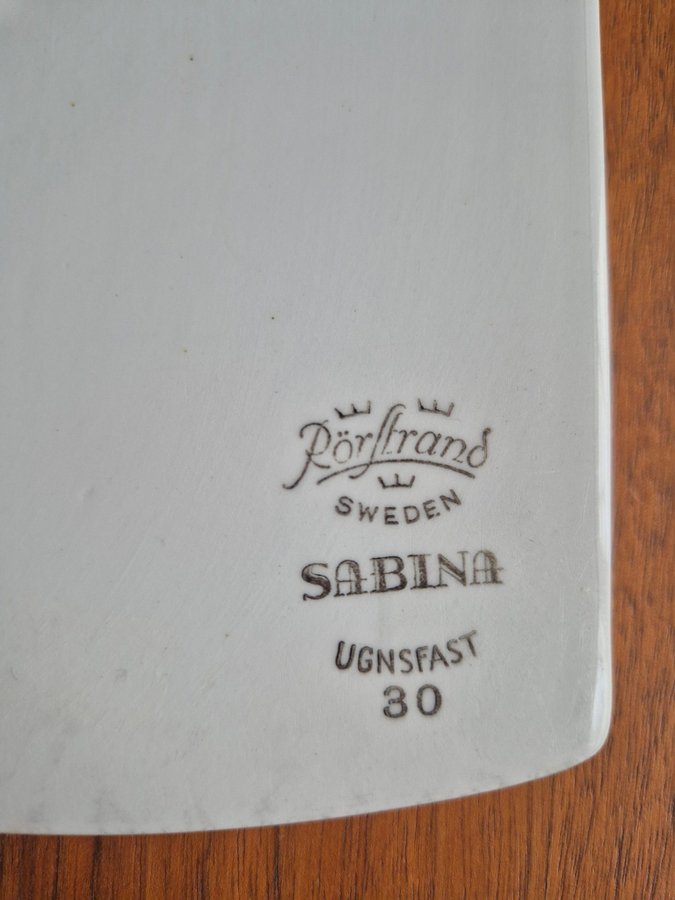 Rörstrand
SWEDEN
SABINA
UGNSFAST
30